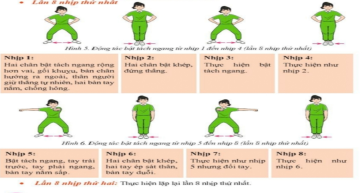 • Lần 8 nhịp thứ nhất
Hình 5. Động tác bật tách ngang từ nhịp 1 đến nhịp 4 (lần 8 nhịp thứ nhất)
Nhịp 1:
Hai chân bật tách ngang rộng
hơn vai, gối khuỵu, bàn chân
hướng ra ngoài, thân người
giữ thẳng tự nhiên, hai bàn tay
nắm, chống hông.
Nhịp 2:
Hai chân bật khép,
đứng thẳng.
Nhịp 3:
Thực hiện bật
tách ngang.
Nhịp 4:
Thực hiện như
nhịp 2.
Hình 6. Động tác bật tách ngang từ nhịp 5 đến nhịp 8 (lần 8 nhịp thứ nhất)
Nhịp 5:
Bật tách ngang, tay trái
trước, tay phải ngang,
bàn tay nắm sấp.
Nhịp 6:
Hai chân bật khép,
hai tay ép sát thân,
bàn tay duỗi.
Nhịp 7:
Thực hiện như nhịp
5 nhưng đổi tay.
Nhịp 8:
Thực hiện như
nhịp 6.
• Lần 8 nhịp thứ hai: Thực hiện lặp lại lần 8 nhịp thứ nhất.